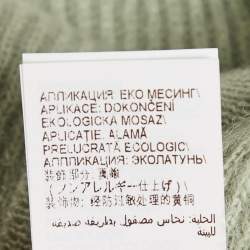 АПЛИКАЦИЯ: ЕКО МЕСИНГ\
APLIKACE: DOKONČENÍ
EKOLOGICKÁ MOSAZ\
APLICAȚIE: ALAMĂ
PRELUCRATĂ ECOLOGIC\
АППЛИКАЦИЯ: ЭКОЛАТУНЬ\
装飾部分: 真鍮
(ノンアレルギー仕上げ)\
装饰物: 经防过敏处理的黄铜
الحلية: نحاس مصقول بطريقة صديقة
للبيئة